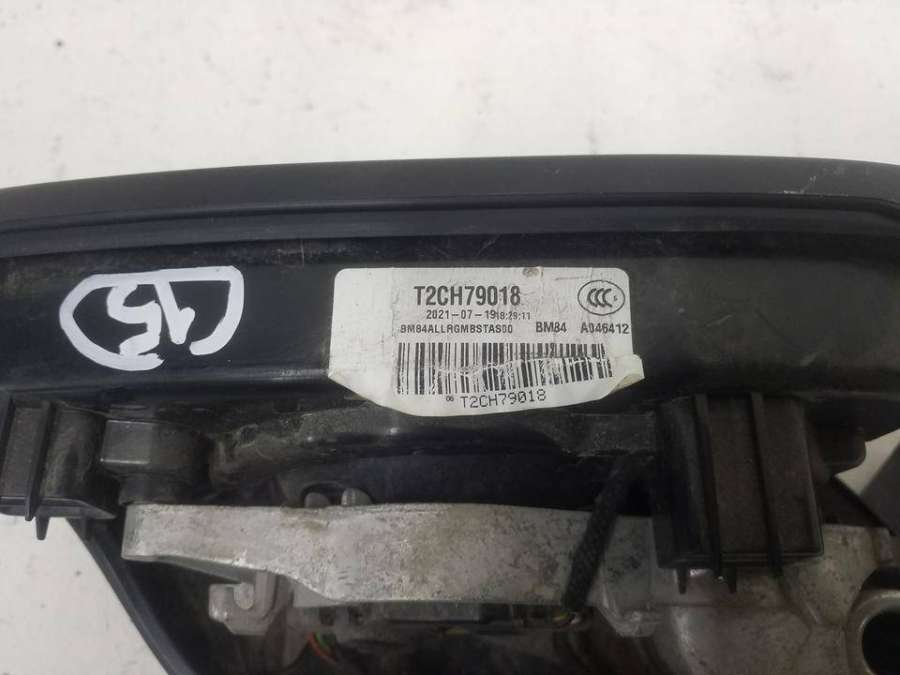 15
T2CH79018
2021-07-19 18:29:11
BM84ALLRGMBSTAS00 BM84 A046412
T2CH79018